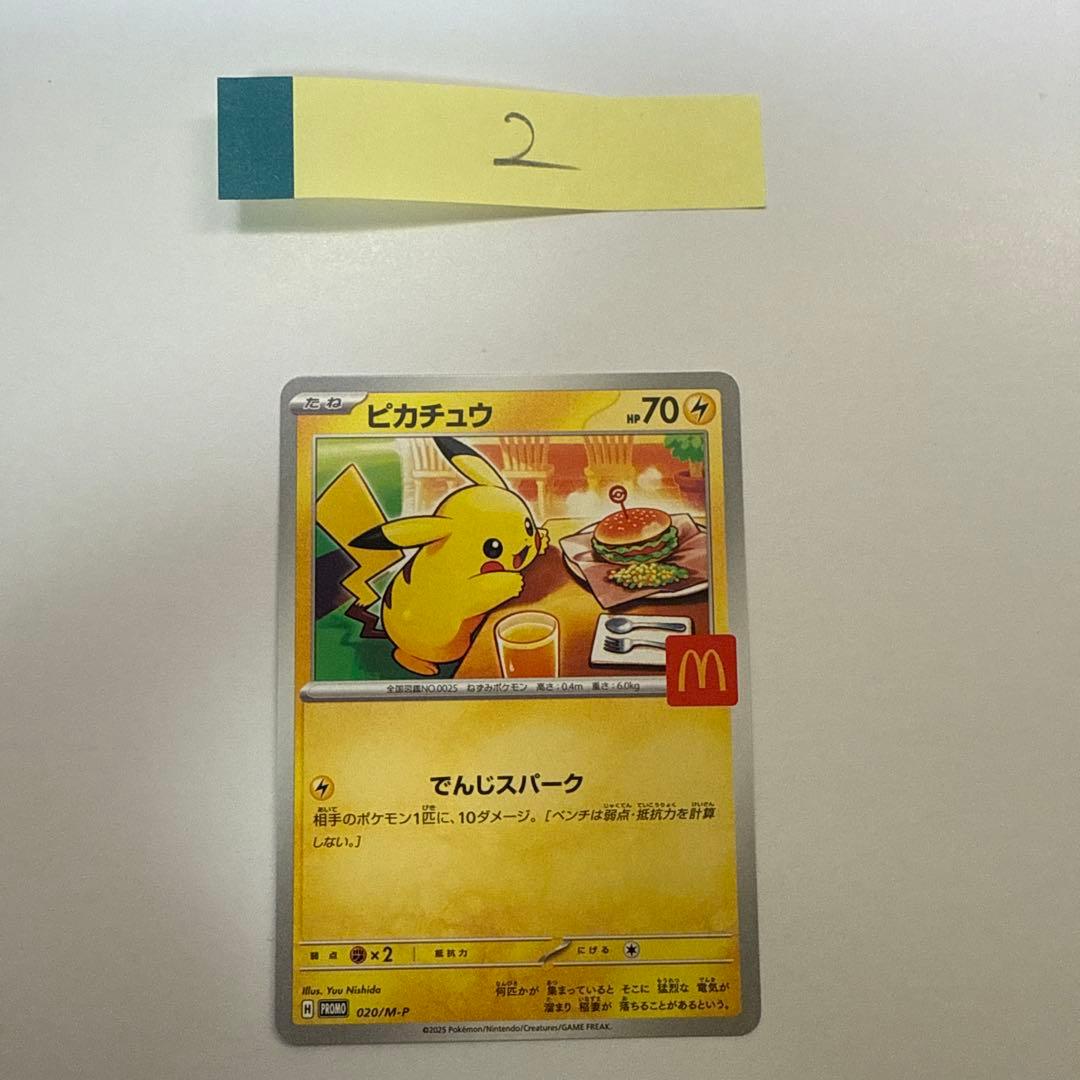 2
たね ピカチュウ HP70
全国図鑑NO.0025 ねずみポケモン 高さ:0.4m 重さ:6.0kg
でんじスパーク
相手のポケモン1匹に、10ダメージ。[ベンチは弱点・抵抗力を計算
しない。]
弱点 ×2 抵抗力 にげる
Illus. Yuu Nishida
何匹かが 集まっていると そこに 猛烈な 電気が
溜まり 稲妻が 落ちることがあるという。
H PROMO 020/M-P
©2025 Pokémon/Nintendo/Creatures/GAME FREAK.